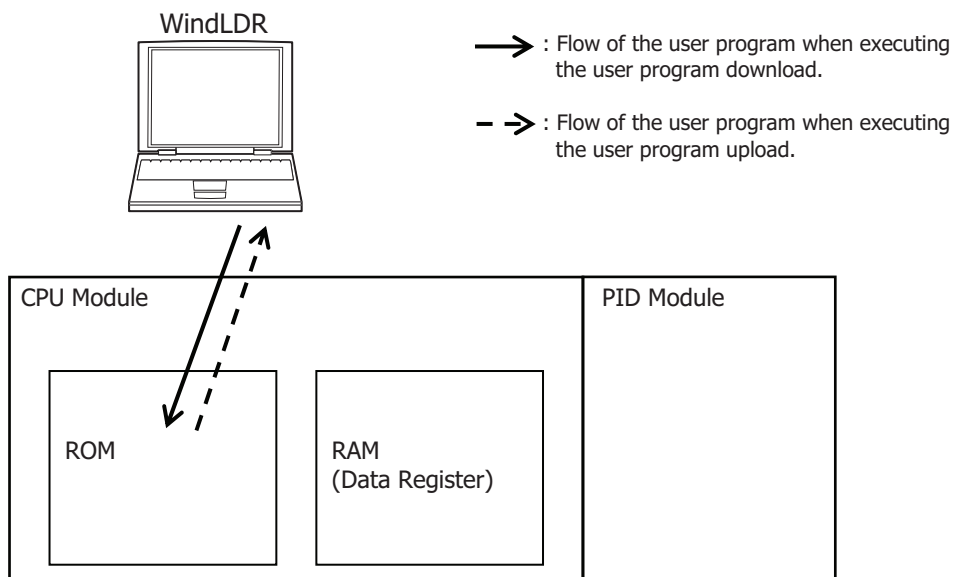 WindLDR
: Flow of the user program when executing
the user program download.
: Flow of the user program when executing
the user program upload.
CPU Module
PID Module
ROM
RAM
(Data Register)